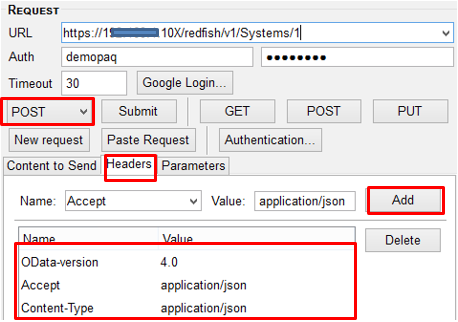 REQUEST
URL https://1 10X/redfish/v1/Systems/1
Auth demopaq ●●●●●●●●
Timeout 30 Google Login...
POST Submit GET POST PUT
New request Paste Request Authentication...
Content to Send Headers Parameters
Name: Accept Value: application/json Add
Name Value Delete
OData-version 4.0
Accept application/json
Content-Type application/json